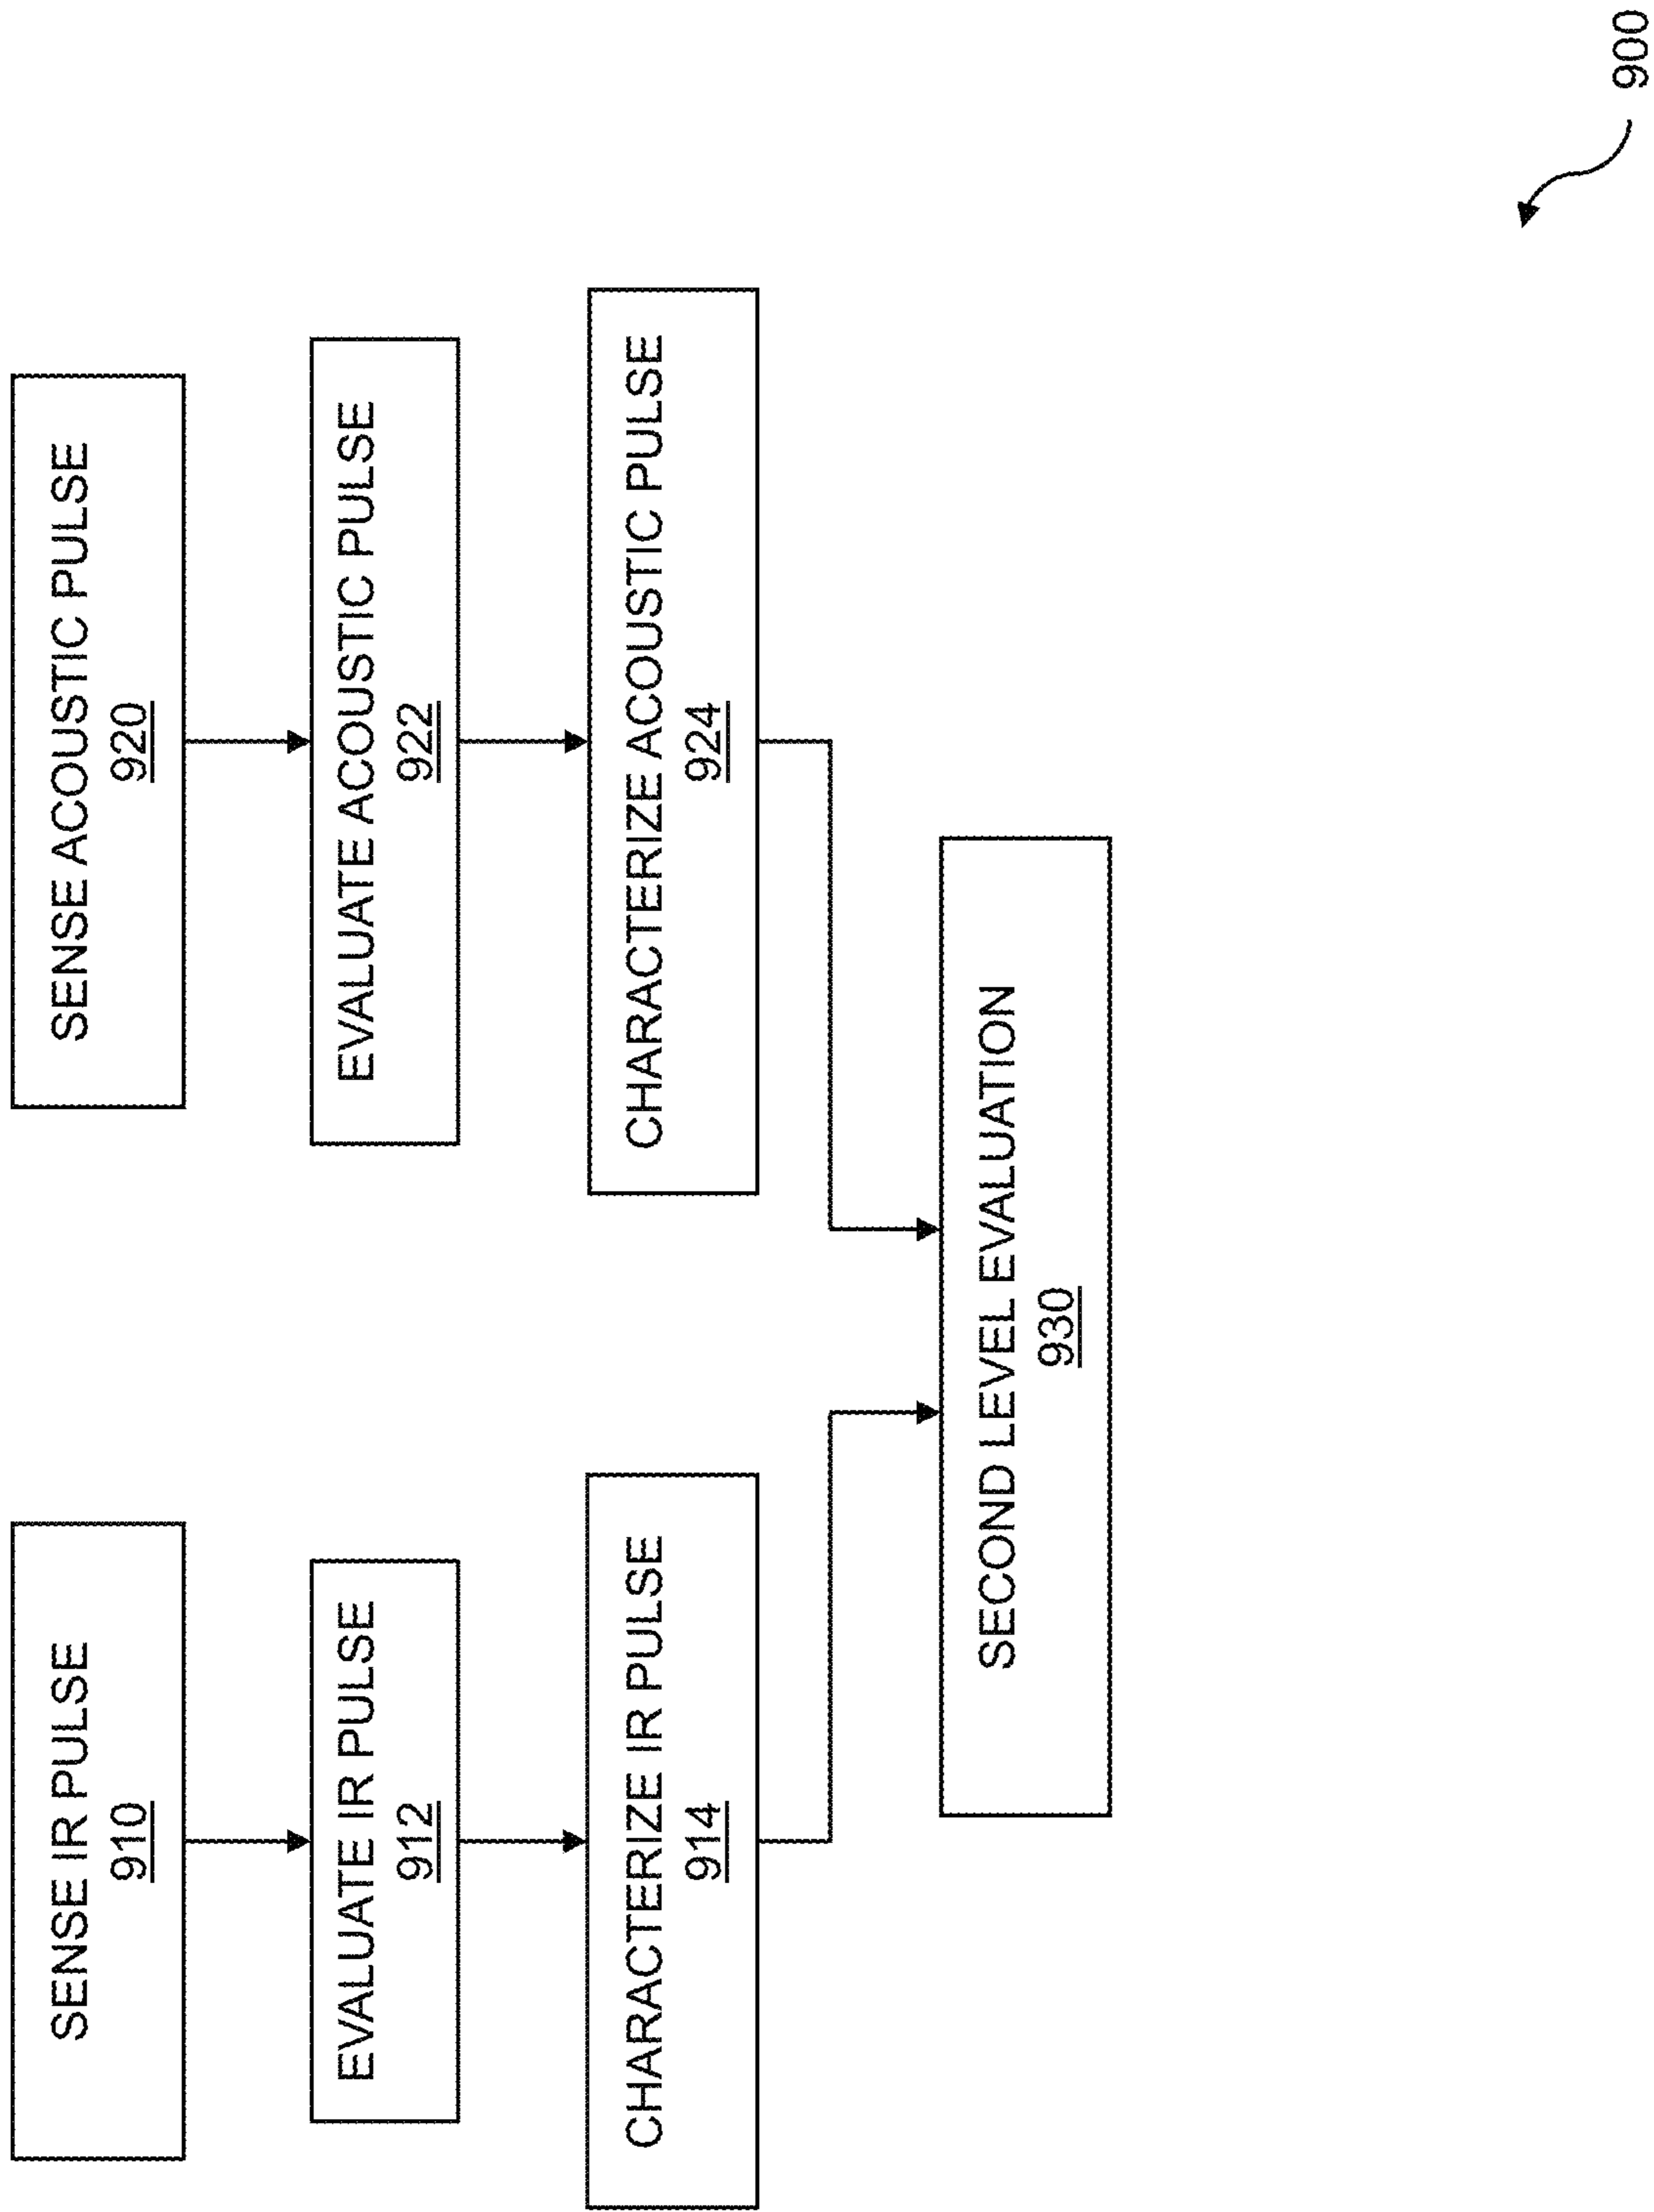 SENSE IR PULSE
910
SENSE ACOUSTIC PULSE
920
EVALUATE IR PULSE
912
EVALUATE ACOUSTIC PULSE
922
CHARACTERIZE IR PULSE
914
CHARACTERIZE ACOUSTIC PULSE
924
SECOND LEVEL EVALUATION
930
900